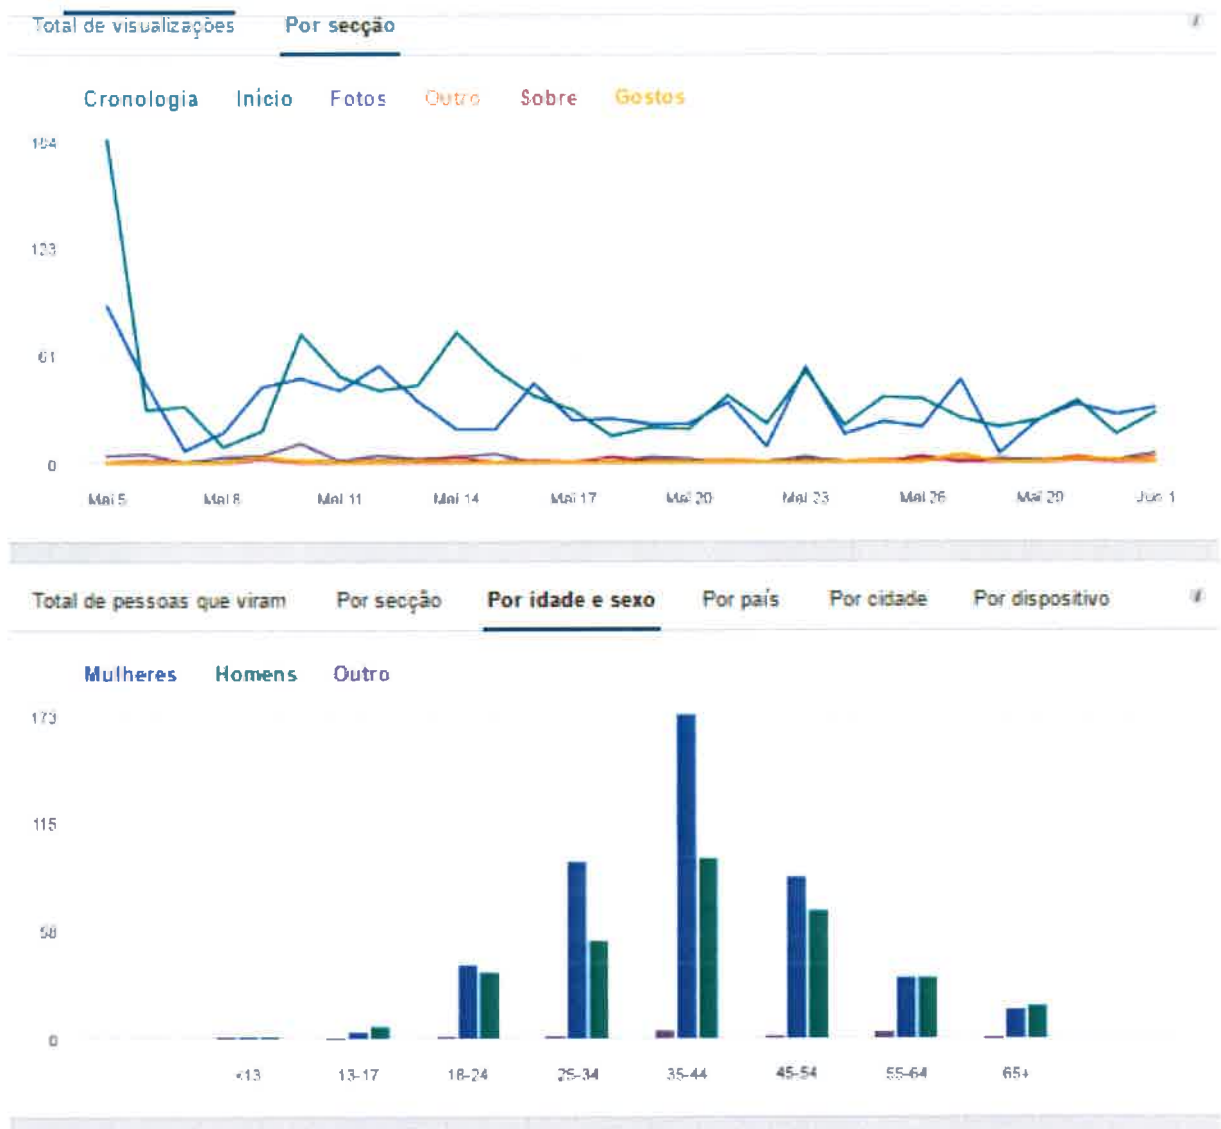 Total de visualizações Por secção
Cronologia Início Fotos Outro Sobre Gostos
184
123
61
0
Mai 5 Mai 8 Mai 11 Mai 14 Mai 17 Mai 20 Mai 23 Mai 26 Mai 29 Jun 1
Total de pessoas que viram Por secção Por idade e sexo Por país Por cidade Por dispositivo
Mulheres Homens Outro
173
115
58
0
<13 13-17 18-24 25-34 35-44 45-54 55-64 65+